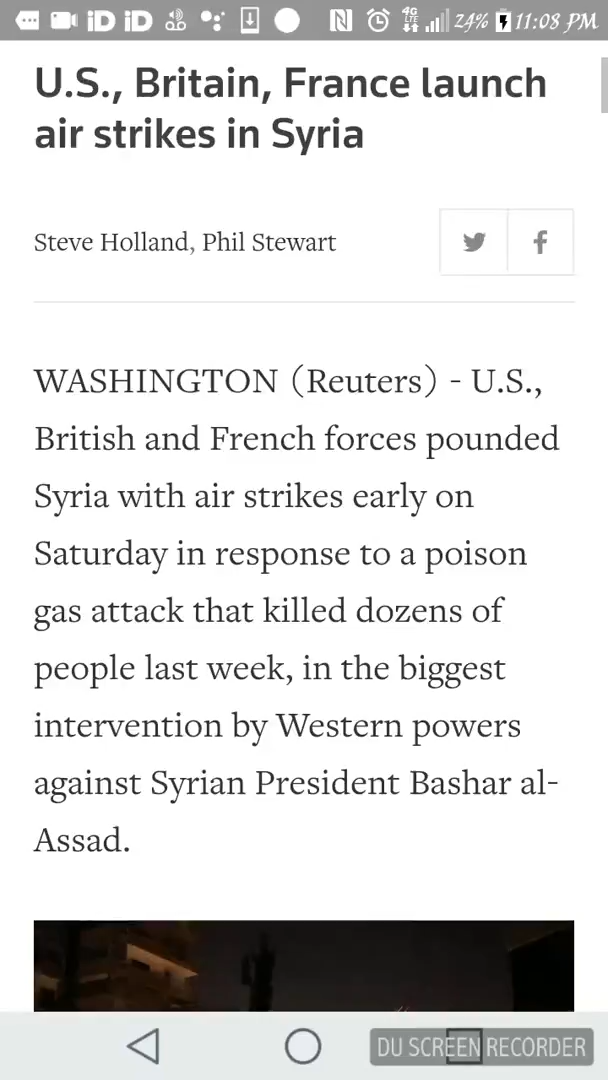 iD iD 4G LTE 24% 11:08 PM
U.S., Britain, France launch
air strikes in Syria
Steve Holland, Phil Stewart
WASHINGTON (Reuters) - U.S.,
British and French forces pounded
Syria with air strikes early on
Saturday in response to a poison
gas attack that killed dozens of
people last week, in the biggest
intervention by Western powers
against Syrian President Bashar al-
Assad.
DU SCREEN RECORDER